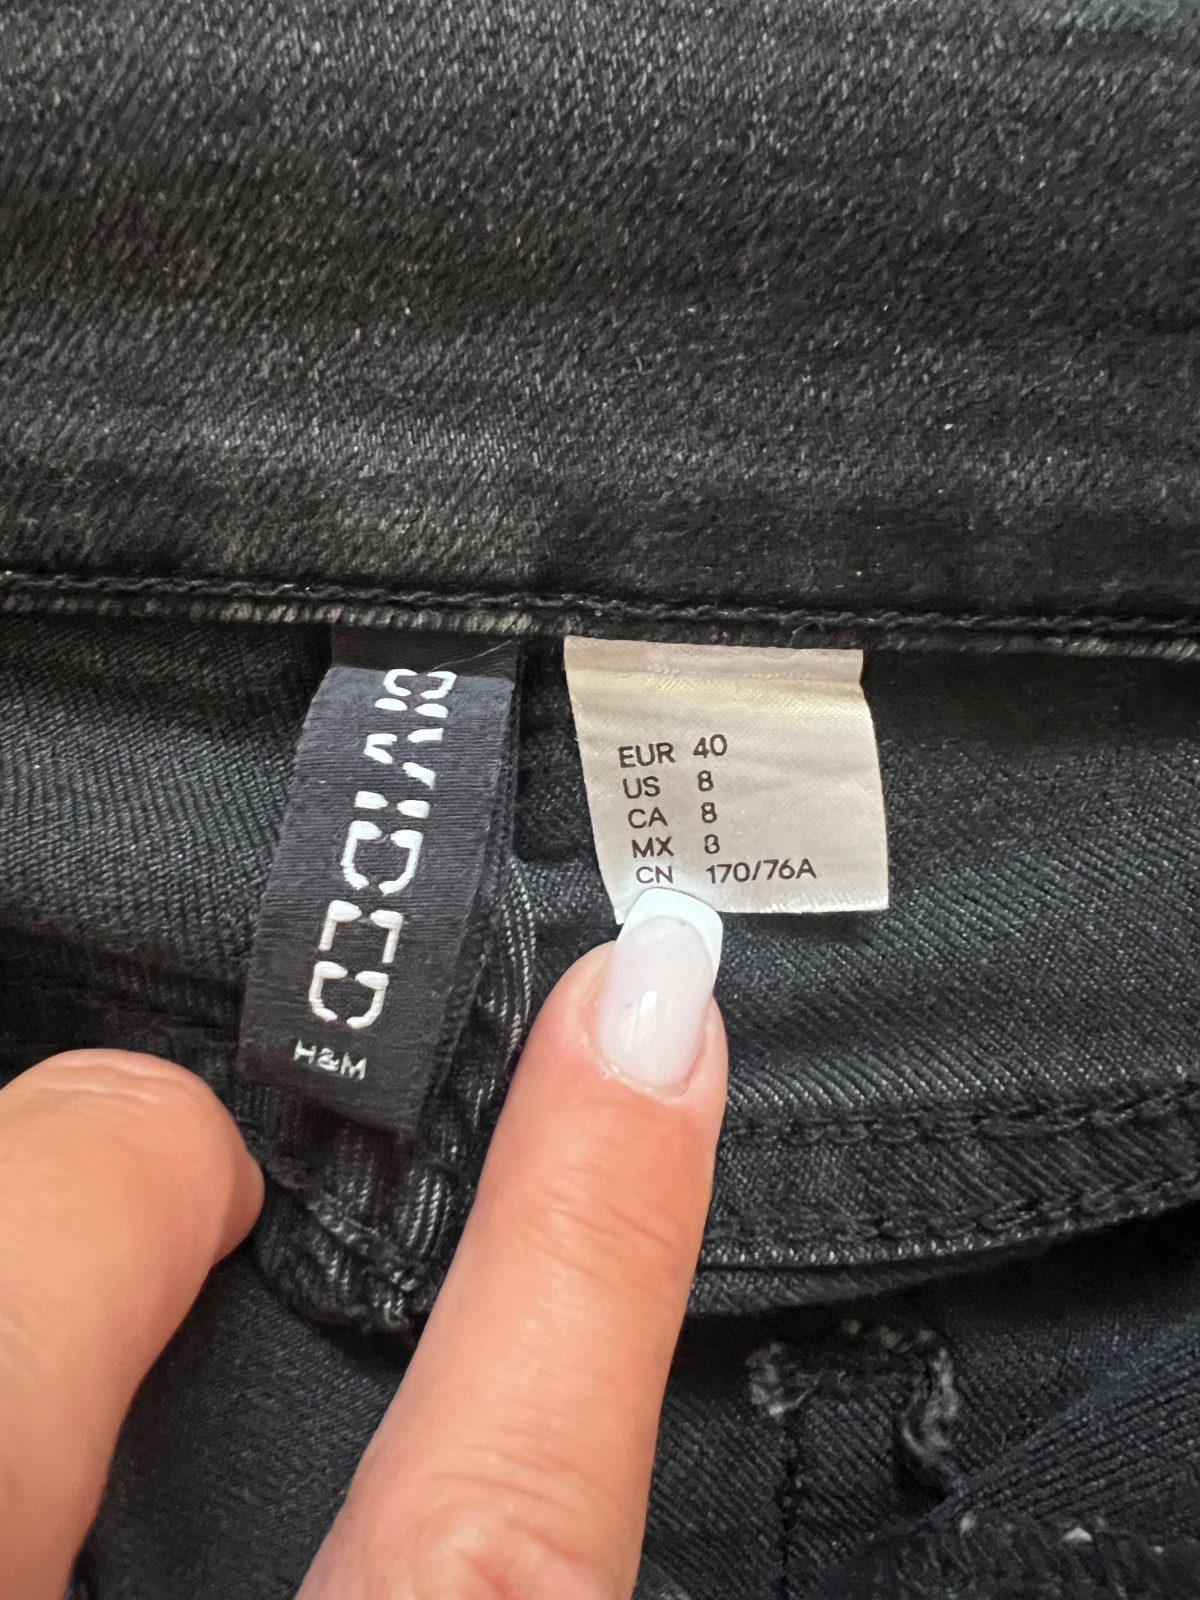 DIVIDED
H&M
EUR 40
US 8
CA 8
MX 8
CN 170/76A